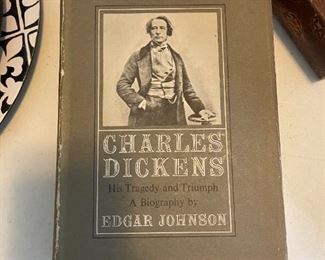 CHARLES
DICKENS
His Tragedy and Triumph
A Biography by
EDGAR JOHNSON